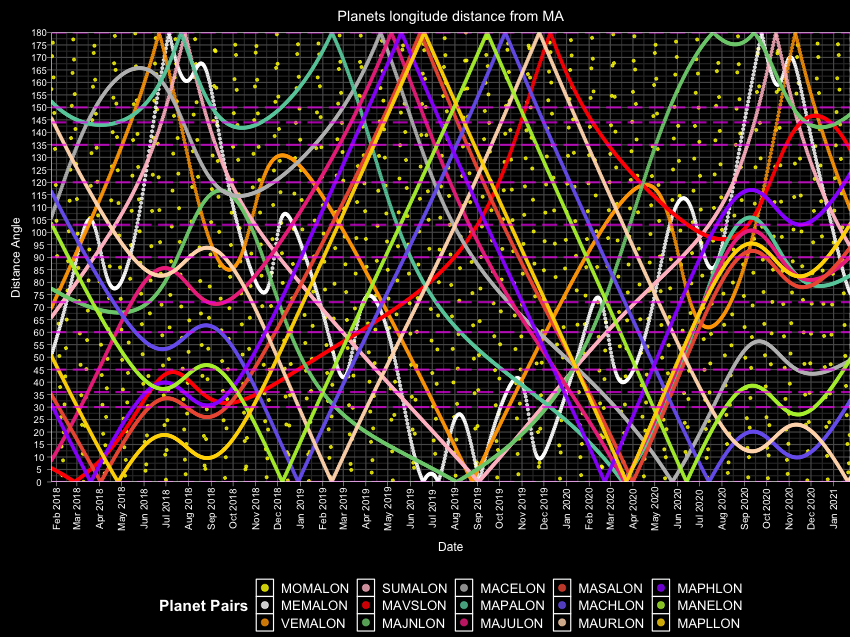 Planets longitude distance from MA
180
175
170
165
160
155
150
145
140
135
130
125
120
115
110
105
100
95
90
85
80
75
70
65
60
55
50
45
40
35
30
25
20
15
10
5
0
Distance Angle
Feb 2018
Mar 2018
Apr 2018
May 2018
Jun 2018
Jul 2018
Aug 2018
Sep 2018
Oct 2018
Nov 2018
Dec 2018
Jan 2019
Feb 2019
Mar 2019
Apr 2019
May 2019
Jun 2019
Jul 2019
Aug 2019
Sep 2019
Oct 2019
Nov 2019
Dec 2019
Jan 2020
Feb 2020
Mar 2020
Apr 2020
May 2020
Jun 2020
Jul 2020
Aug 2020
Sep 2020
Oct 2020
Nov 2020
Dec 2020
Jan 2021
Date
Planet Pairs
MOMALON SUMALON MACELON MASALON MAPHLON
MEMALON MAVSLON MAPALON MACHLON MANELON
VEMALON MAJNLON MAJULON MAURLON MAPLLON